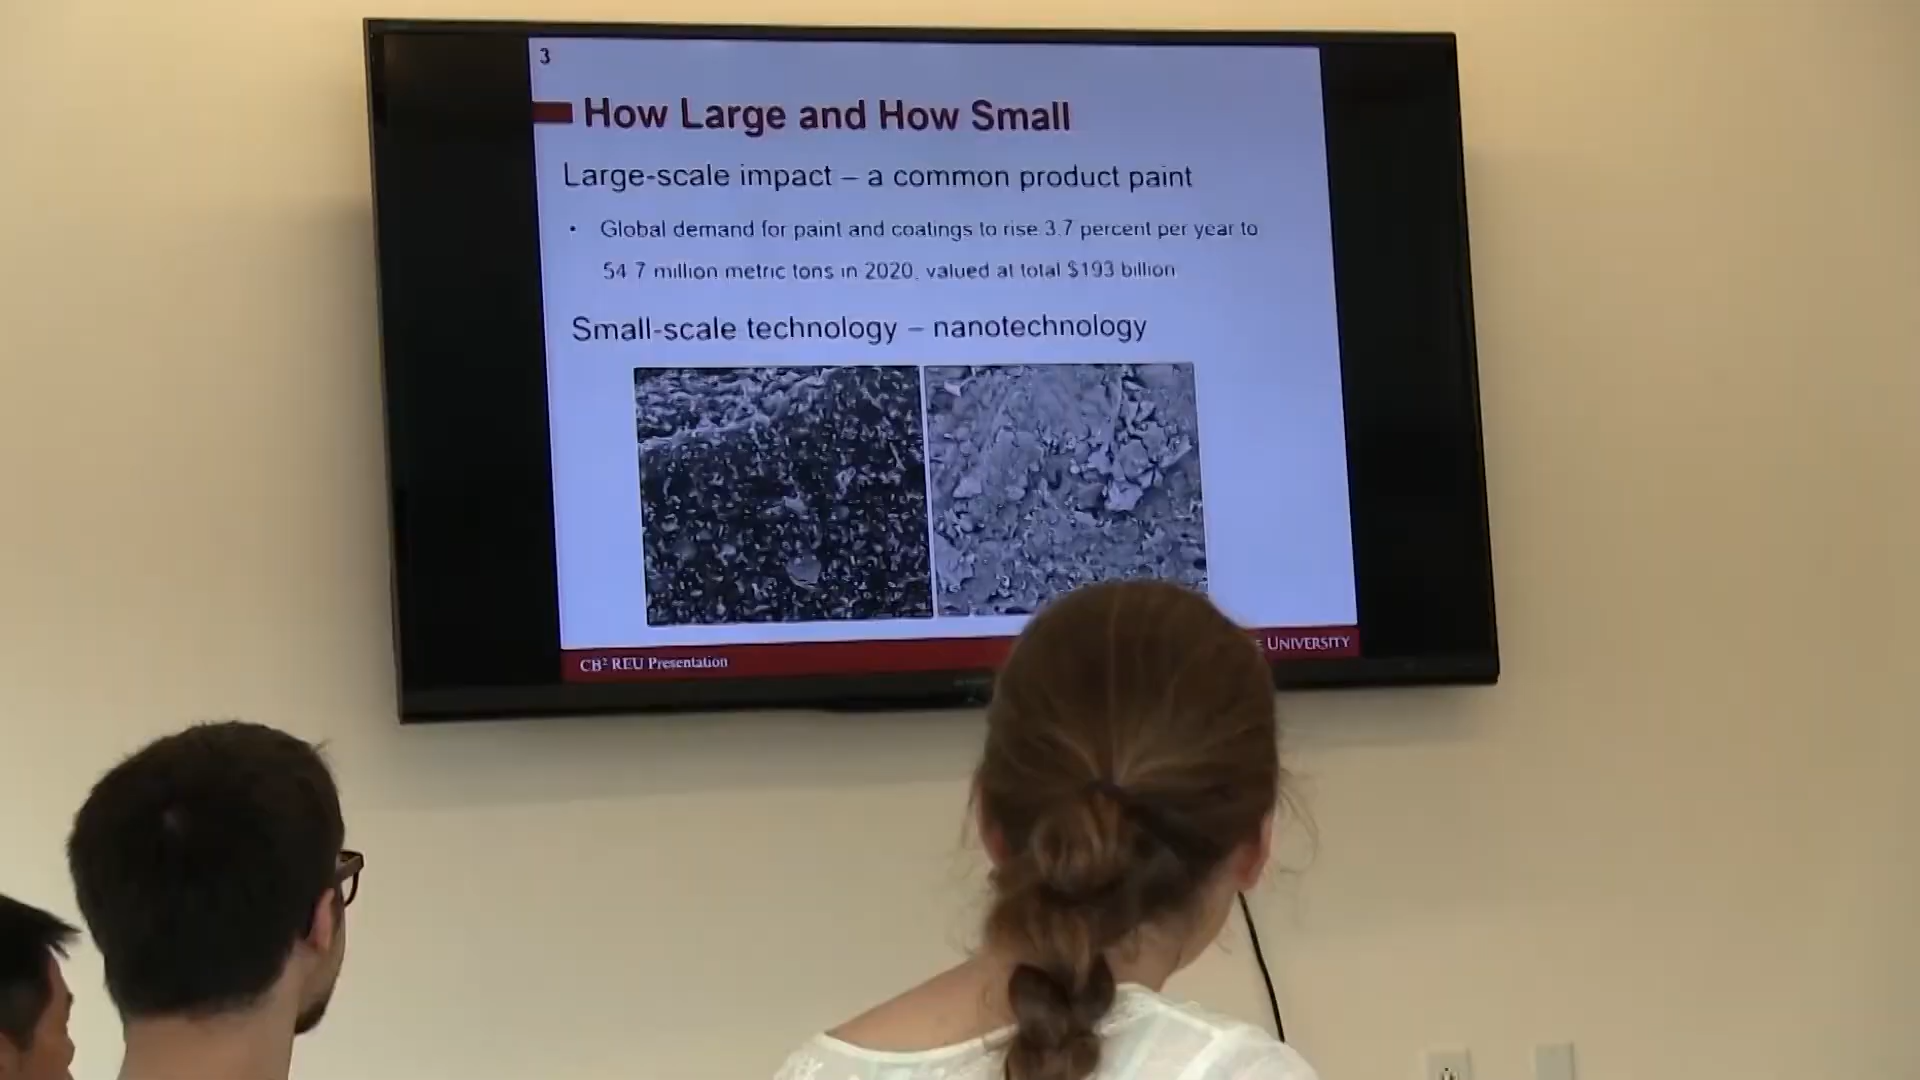 3
How Large and How Small
Large-scale impact – a common product paint
• Global demand for paint and coatings to rise 3.7 percent per year to
54.7 million metric tons in 2020, valued at total $193 billion
Small-scale technology – nanotechnology
CB² REU Presentation
UNIVERSITY